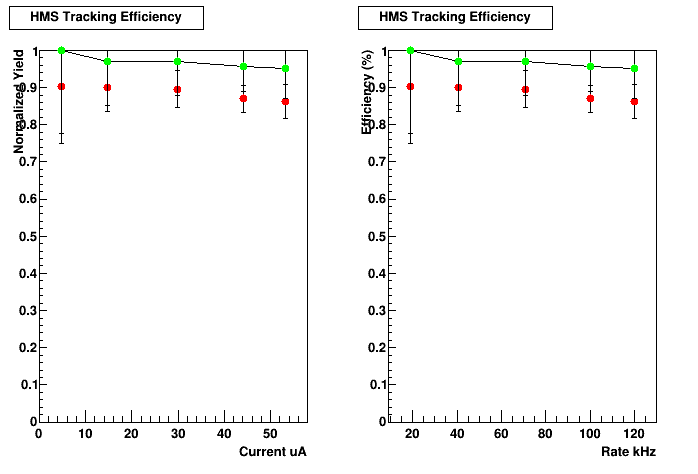 HMS Tracking Efficiency
Normalized Yield
1
0.9
0.8
0.7
0.6
0.5
0.4
0.3
0.2
0.1
0
0 10 20 30 40 50
Current uA
HMS Tracking Efficiency
Efficiency (%)
1
0.9
0.8
0.7
0.6
0.5
0.4
0.3
0.2
0.1
0
20 40 60 80 100 120
Rate kHz